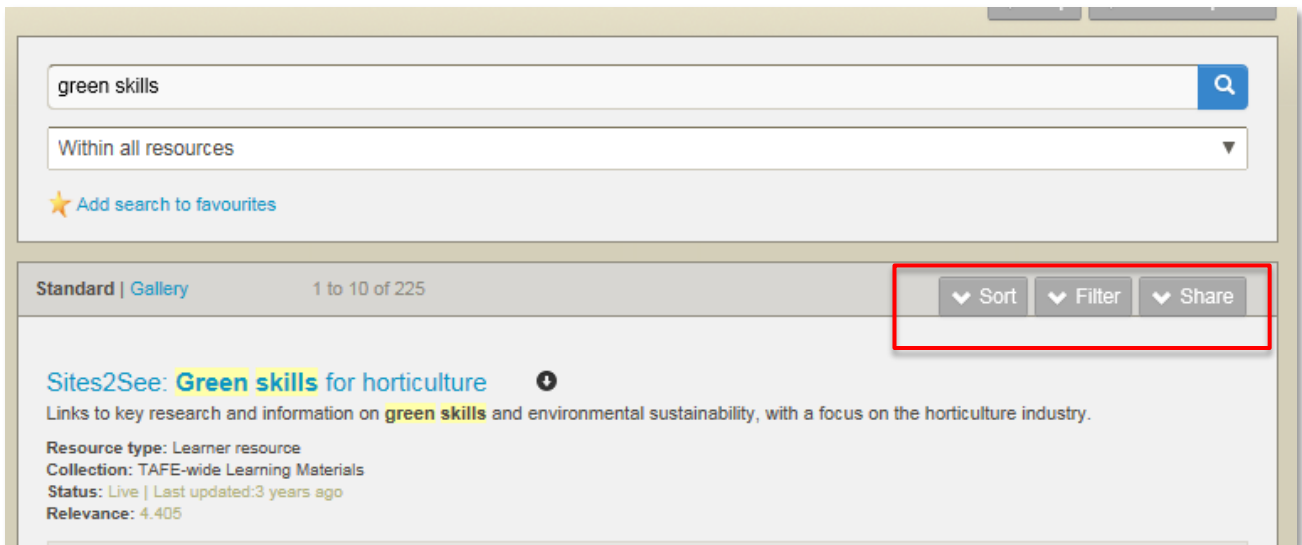 green skills
Within all resources
Add search to favourites
Standard | Gallery 1 to 10 of 225 Sort Filter Share
Sites2See: Green skills for horticulture
Links to key research and information on green skills and environmental sustainability, with a focus on the horticulture industry.
Resource type: Learner resource
Collection: TAFE-wide Learning Materials
Status: Live | Last updated:3 years ago
Relevance: 4.405